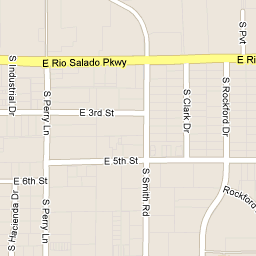 S Pvt
E Rio Salado Pkwy
E Ri
S Industrial Dr
S Perry Ln
E 3rd St
S Clark Dr
S Rockford Dr
E 5th St
E 6th St
S Smith Rd
Rockford
S Hacienda Dr
S Perry Ln